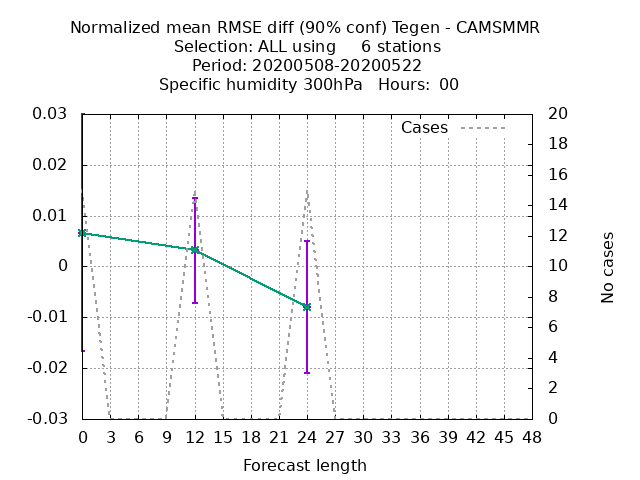 Normalized mean RMSE diff (90% conf) Tegen - CAMSMMR
Selection: ALL using 6 stations
Period: 20200508-20200522
Specific humidity 300hPa Hours: 00
0.03
0.02
0.01
0
-0.01
-0.02
-0.03
Cases
20
18
16
14
12
10
8
6
4
2
0
No cases
0 3 6 9 12 15 18 21 24 27 30 33 36 39 42 45 48
Forecast length